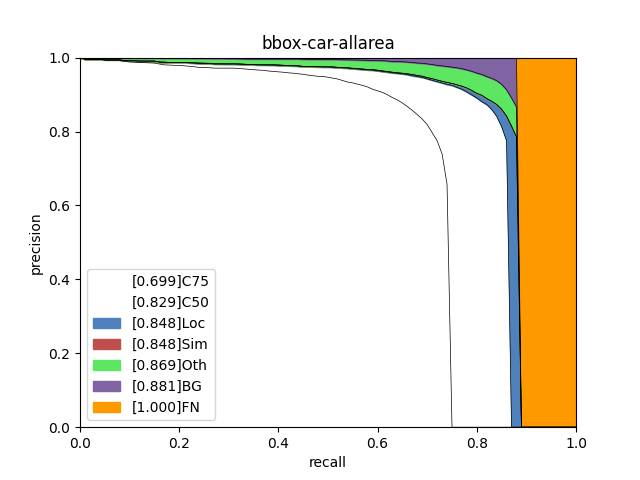 bbox-car-allarea
1.0
0.8
0.6
0.4
0.2
0.0
precision
[0.699]C75
[0.829]C50
[0.848]Loc
[0.848]Sim
[0.869]Oth
[0.881]BG
[1.000]FN
0.0 0.2 0.4 0.6 0.8 1.0
recall